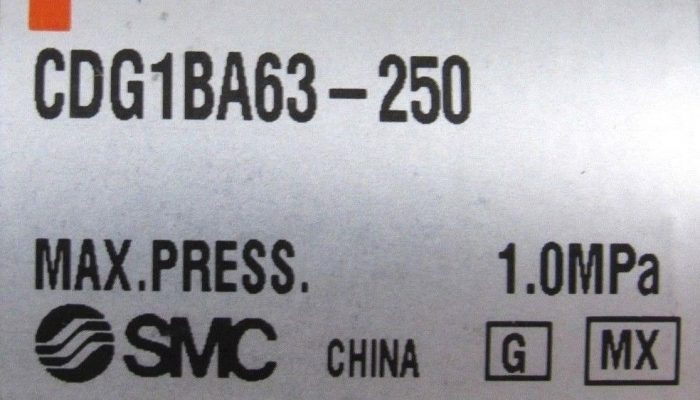 CDG1BA63-250
MAX.PRESS. 1.0MPa
SMC CHINA G MX